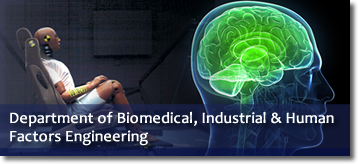 Department of Biomedical, Industrial & Human
Factors Engineering